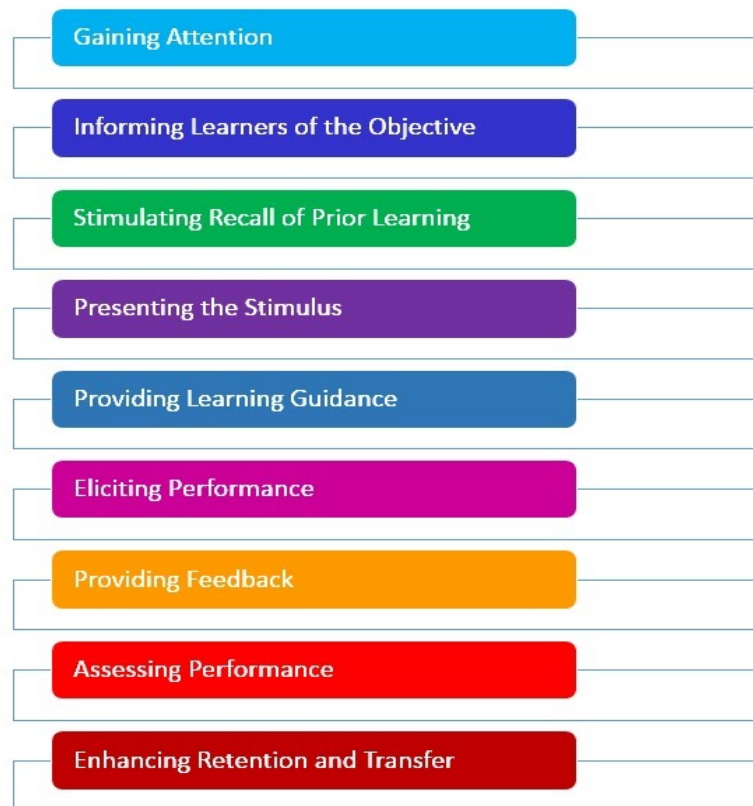 Gaining Attention
Informing Learners of the Objective
Stimulating Recall of Prior Learning
Presenting the Stimulus
Providing Learning Guidance
Eliciting Performance
Providing Feedback
Assessing Performance
Enhancing Retention and Transfer